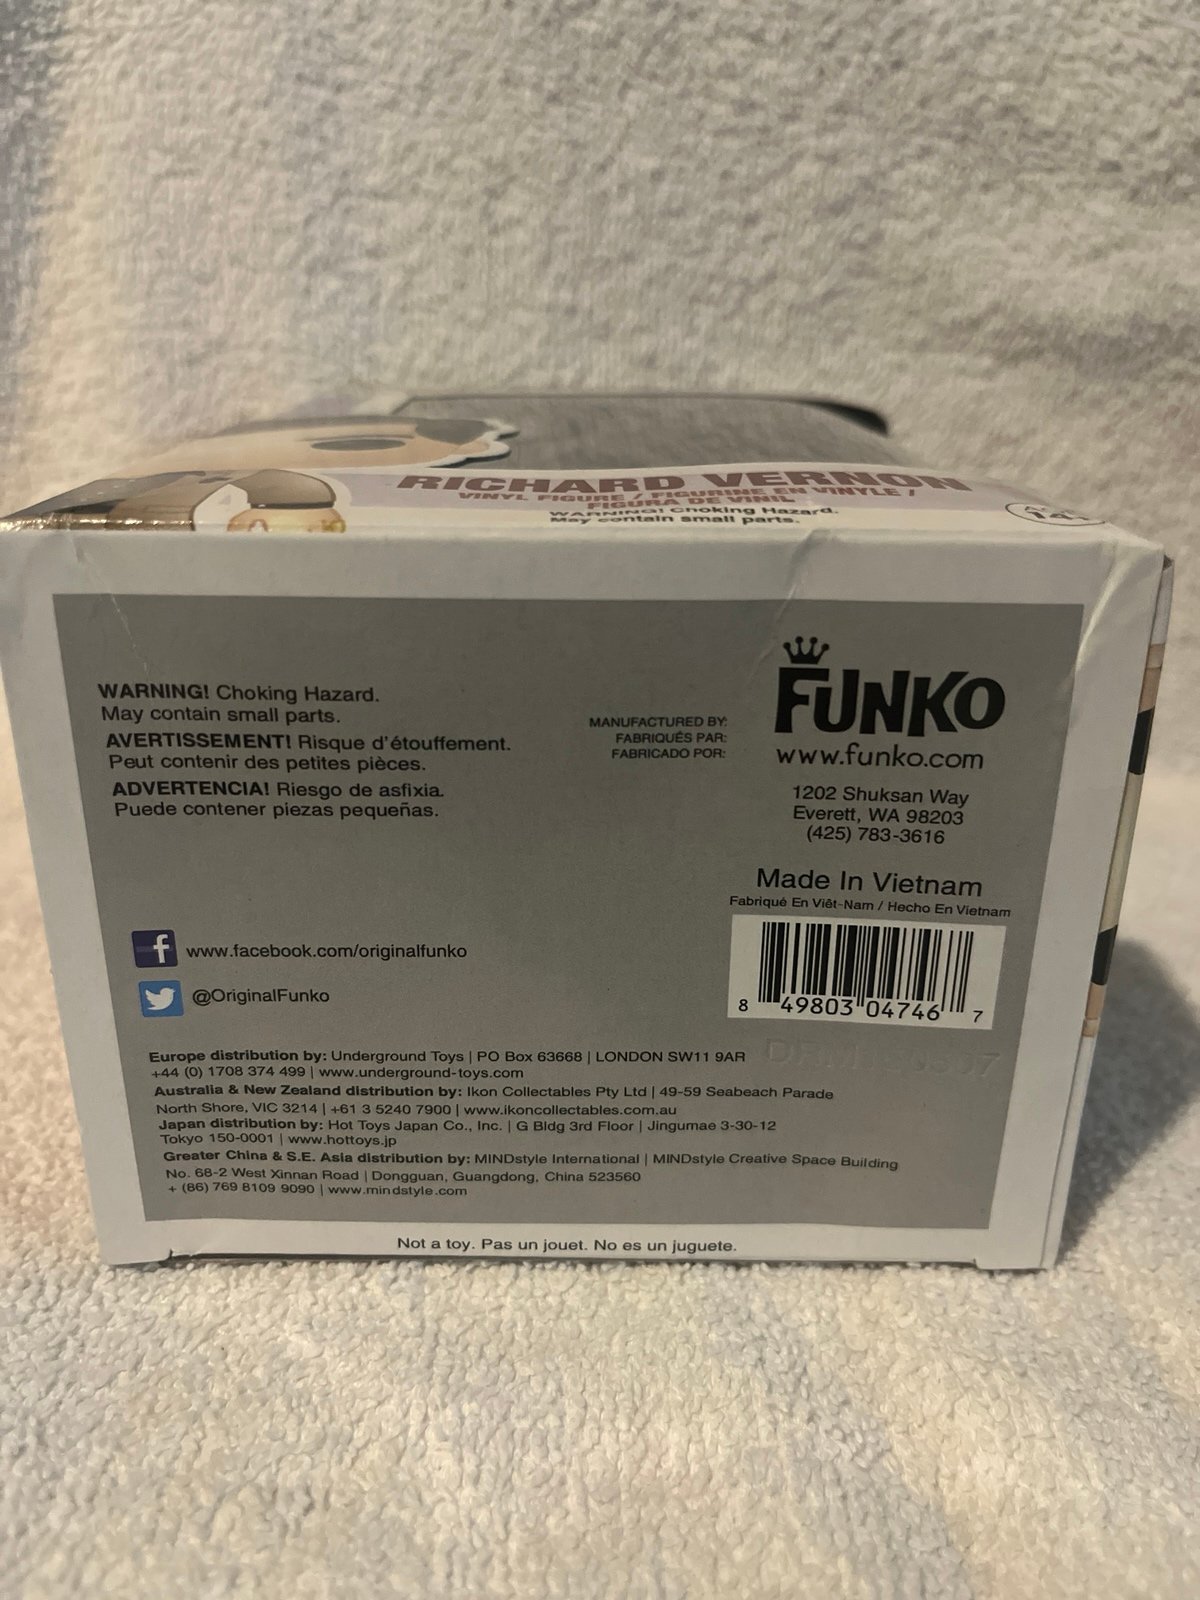 RICHARD VERNON
VINYL FIGURE / FIGURINE EN VINYLE /
FIGURA DE VINIL
WARNING! Choking Hazard.
May contain small parts.
WARNING! Choking Hazard.
May contain small parts.
AVERTISSEMENT! Risque d'étouffement.
Peut contenir des petites pièces.
ADVERTENCIA! Riesgo de asfixia.
Puede contener piezas pequeñas.
MANUFACTURED BY:
FABRIQUÉS PAR:
FABRICADO POR:
FUNKO
www.funko.com
1202 Shuksan Way
Everett, WA 98203
(425) 783-3616
Made In Vietnam
Fabriqué En Viêt-Nam / Hecho En Vietnam
8 49803 04746 7
f www.facebook.com/originalfunko
@OriginalFunko
Europe distribution by: Underground Toys | PO Box 63668 | LONDON SW11 9AR
+44 (0) 1708 374 499 | www.underground-toys.com
Australia & New Zealand distribution by: Ikon Collectables Pty Ltd | 49-59 Seabeach Parade
North Shore, VIC 3214 | +61 3 5240 7900 | www.ikoncollectables.com.au
Japan distribution by: Hot Toys Japan Co., Inc. | G Bldg 3rd Floor | Jingumae 3-30-12
Tokyo 150-0001 | www.hottoys.jp
Greater China & S.E. Asia distribution by: MINDstyle International | MINDstyle Creative Space Building
No. 68-2 West Xinnan Road | Dongguan, Guangdong, China 523560
+ (86) 769 8109 9090 | www.mindstyle.com
Not a toy. Pas un jouet. No es un juguete.